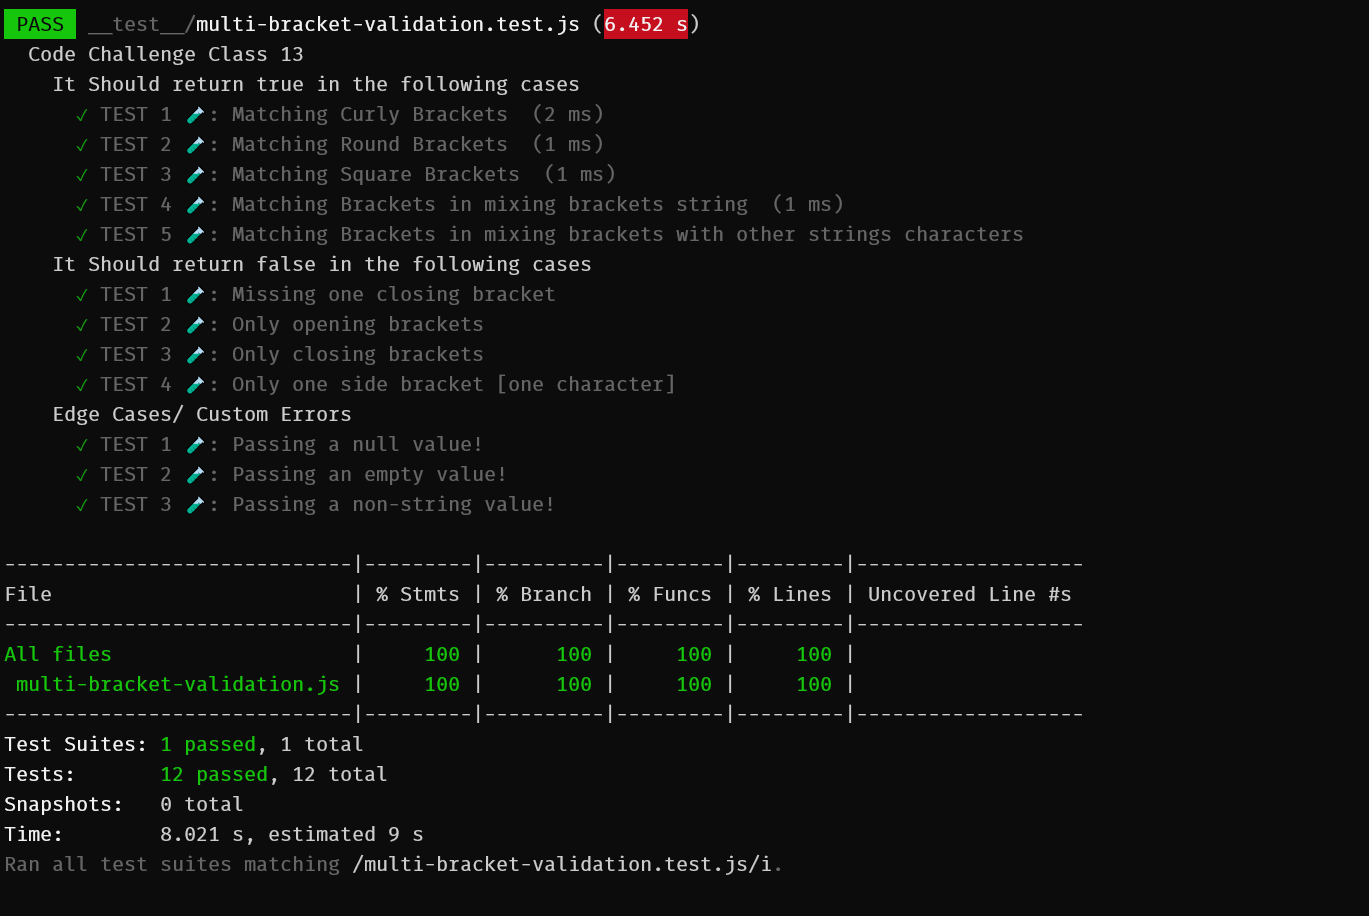 PASS __test__/multi-bracket-validation.test.js (6.452 s)
Code Challenge Class 13
It Should return true in the following cases
✓ TEST 1 🧪: Matching Curly Brackets (2 ms)
✓ TEST 2 🧪: Matching Round Brackets (1 ms)
✓ TEST 3 🧪: Matching Square Brackets (1 ms)
✓ TEST 4 🧪: Matching Brackets in mixing brackets string (1 ms)
✓ TEST 5 🧪: Matching Brackets in mixing brackets with other strings characters
It Should return false in the following cases
✓ TEST 1 🧪: Missing one closing bracket
✓ TEST 2 🧪: Only opening brackets
✓ TEST 3 🧪: Only closing brackets
✓ TEST 4 🧪: Only one side bracket [one character]
Edge Cases/ Custom Errors
✓ TEST 1 🧪: Passing a null value!
✓ TEST 2 🧪: Passing an empty value!
✓ TEST 3 🧪: Passing a non-string value!
-----------------------------|---------|----------|---------|---------|-------------------
File | % Stmts | % Branch | % Funcs | % Lines | Uncovered Line #s
-----------------------------|---------|----------|---------|---------|-------------------
All files | 100 | 100 | 100 | 100 |
multi-bracket-validation.js | 100 | 100 | 100 | 100 |
-----------------------------|---------|----------|---------|---------|-------------------
Test Suites: 1 passed, 1 total
Tests: 12 passed, 12 total
Snapshots: 0 total
Time: 8.021 s, estimated 9 s
Ran all test suites matching /multi-bracket-validation.test.js/i.